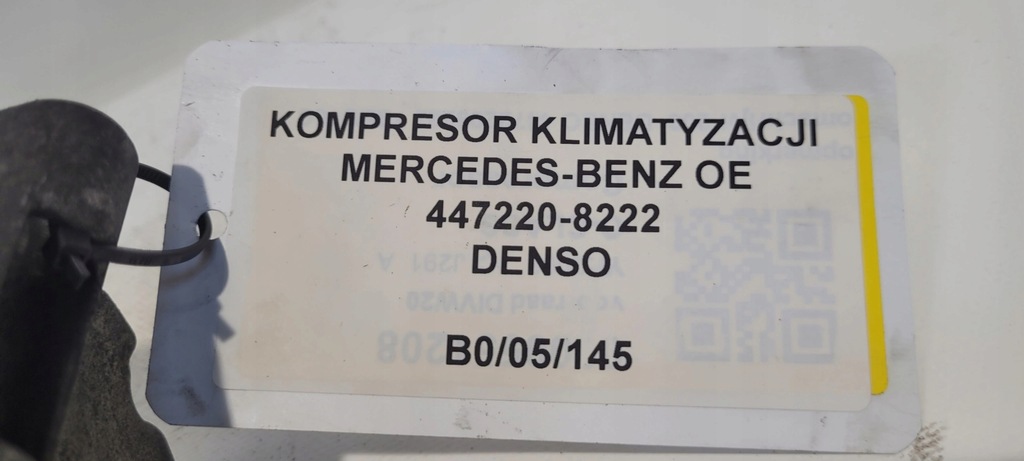 KOMPRESOR KLIMATYZACJI
MERCEDES-BENZ OE
447220-8222
DENSO
B0/05/145